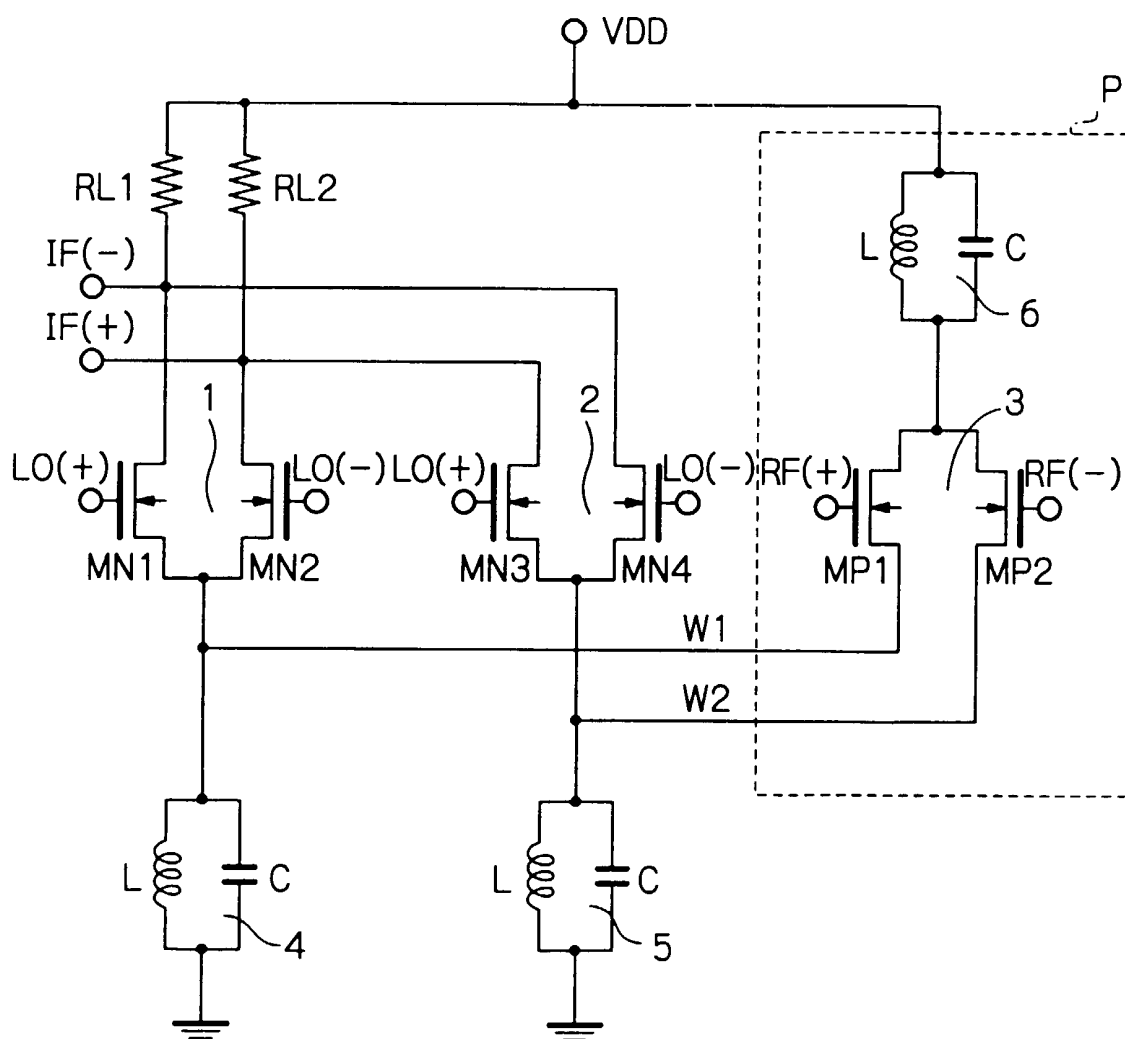 VDD
P
RL1
RL2
L
C
6
IF(-)
IF(+)
1
2
3
LO(+)
LO(-)
LO(+)
LO(-)
RF(+)
RF(-)
MN1
MN2
MN3
MN4
MP1
MP2
W1
W2
L
C
4
L
C
5